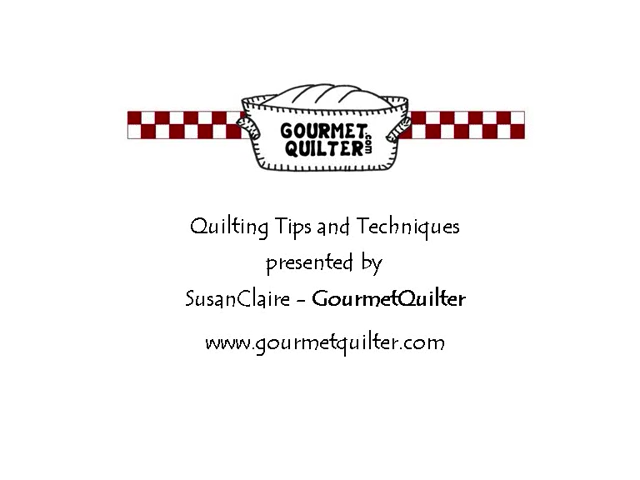 GOURMET.com
QUILTER
Quilting Tips and Techniques
presented by
SusanClaire - GourmetQuilter
www.gourmetquilter.com